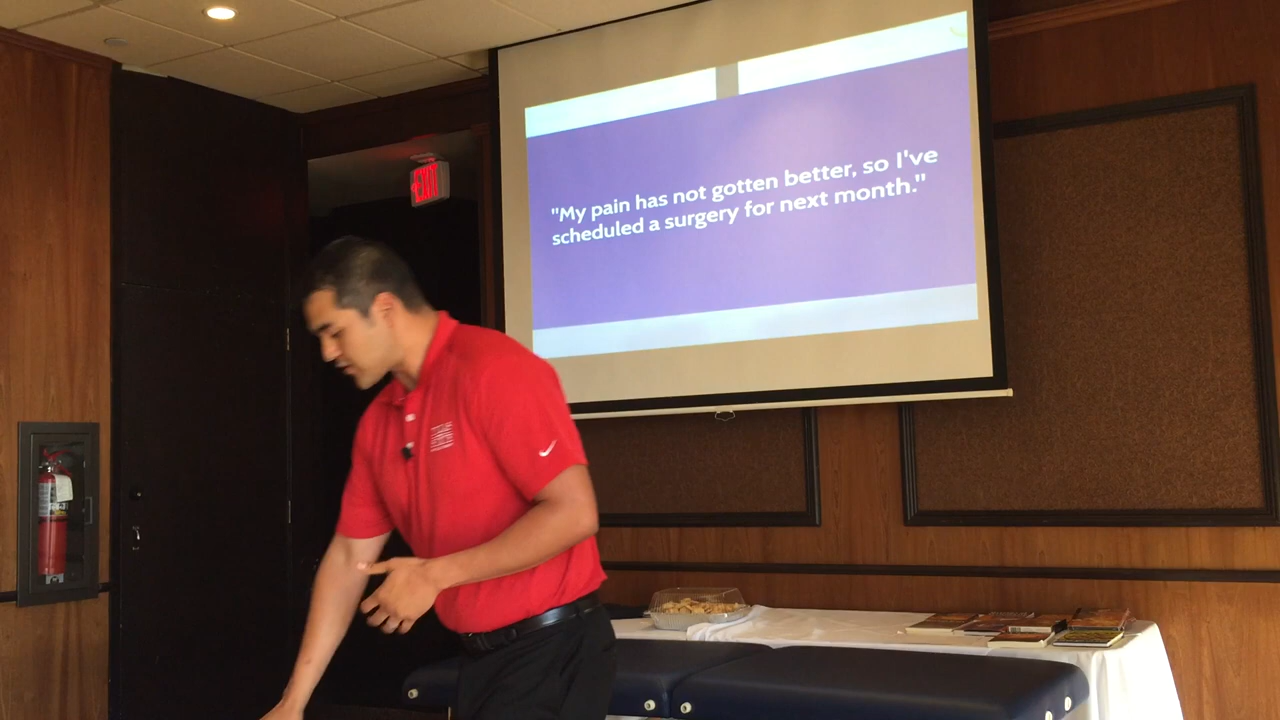 EXIT
"My pain has not gotten better, so I've
scheduled a surgery for next month."